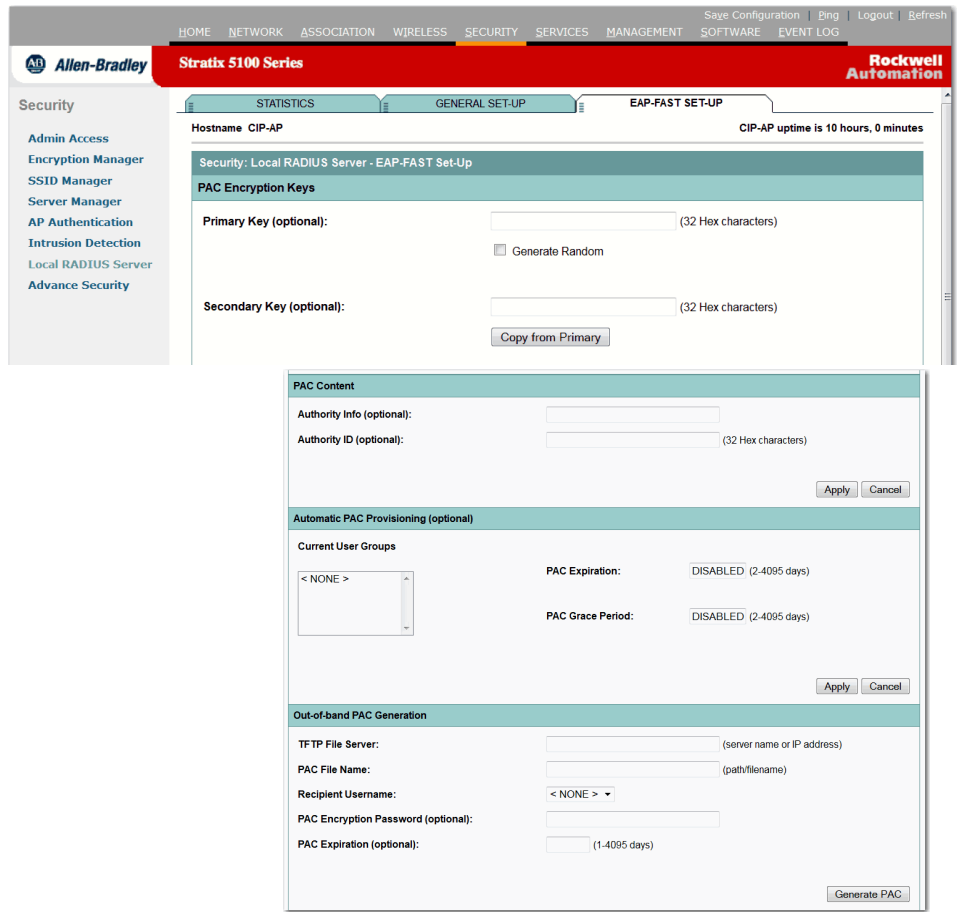 Save Configuration | Ping | Logout | Refresh
HOME NETWORK ASSOCIATION WIRELESS SECURITY SERVICES MANAGEMENT SOFTWARE EVENT LOG
AB Allen-Bradley Stratix 5100 Series Rockwell
Automation
Security STATISTICS GENERAL SET-UP EAP-FAST SET-UP
Hostname CIP-AP CIP-AP uptime is 10 hours, 0 minutes
Admin Access
Encryption Manager
SSID Manager
Server Manager
AP Authentication
Intrusion Detection
Local RADIUS Server
Advance Security
Security: Local RADIUS Server - EAP-FAST Set-Up
PAC Encryption Keys
Primary Key (optional): (32 Hex characters)
Generate Random
Secondary Key (optional): (32 Hex characters)
Copy from Primary
PAC Content
Authority Info (optional):
Authority ID (optional): (32 Hex characters)
Apply Cancel
Automatic PAC Provisioning (optional)
Current User Groups
< NONE >
PAC Expiration: DISABLED (2-4095 days)
PAC Grace Period: DISABLED (2-4095 days)
Apply Cancel
Out-of-band PAC Generation
TFTP File Server: (server name or IP address)
PAC File Name: (path/filename)
Recipient Username: < NONE >
PAC Encryption Password (optional):
PAC Expiration (optional): (1-4095 days)
Generate PAC